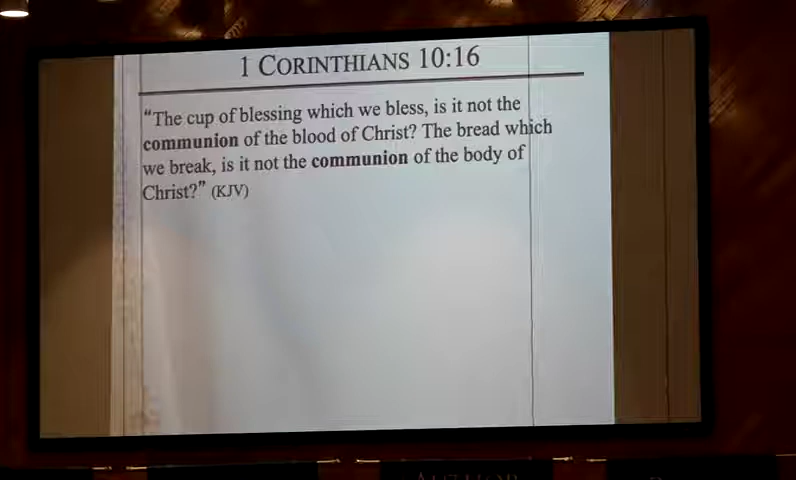 1 CORINTHIANS 10:16
“The cup of blessing which we bless, is it not the
communion of the blood of Christ? The bread which
we break, is it not the communion of the body of
Christ?” (KJV)
AUTHOR